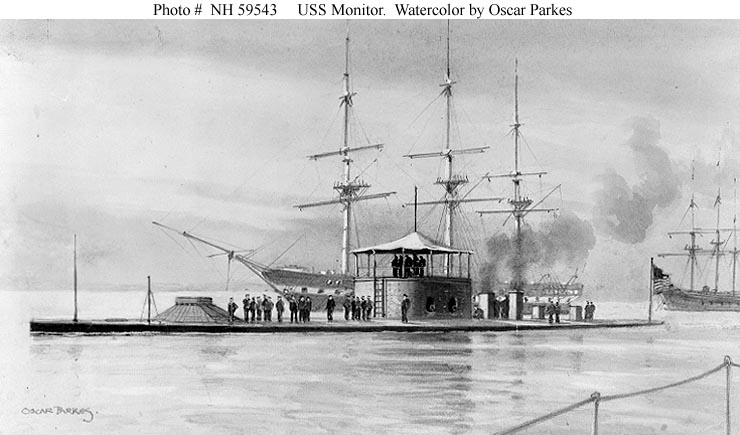 Photo # NH 59543 USS Monitor. Watercolor by Oscar Parkes
OSCAR PARKES.